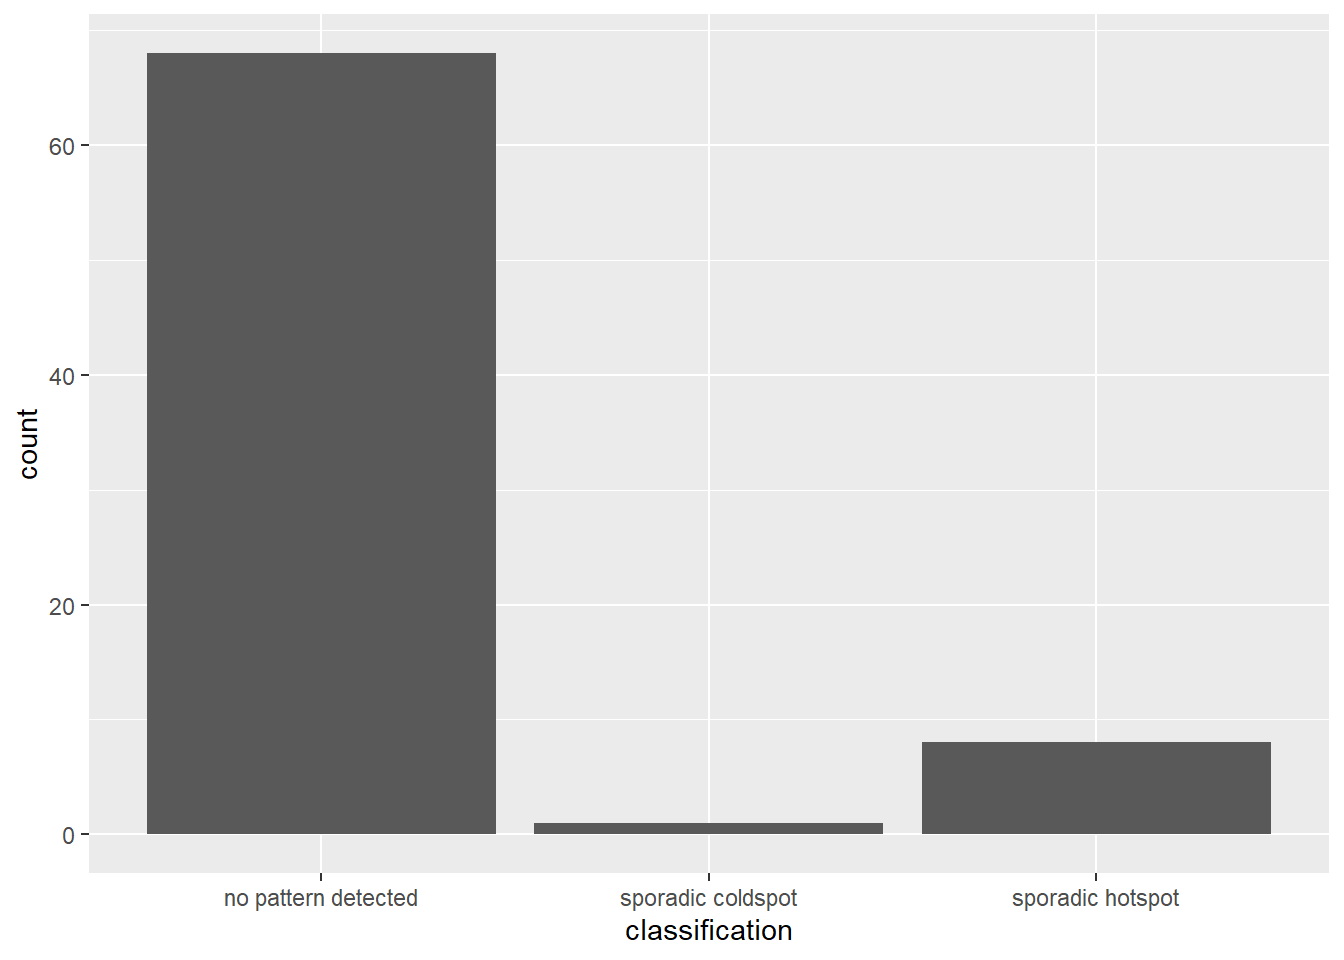 count
60
40
20
0
no pattern detected
sporadic coldspot
sporadic hotspot
classification